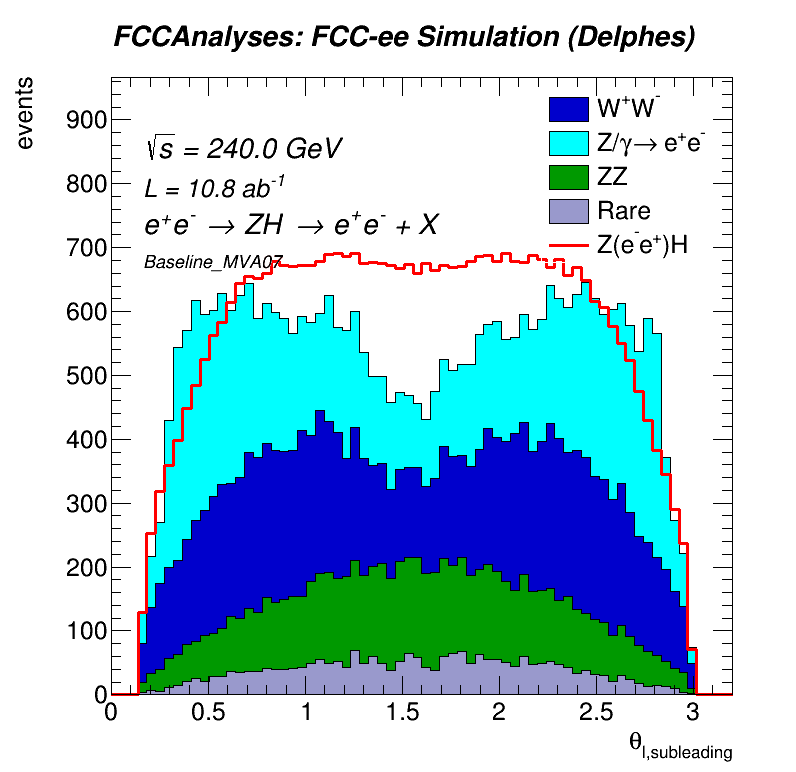 FCCAnalyses: FCC-ee Simulation (Delphes)
events
900
800
700
600
500
400
300
200
100
0
√s = 240.0 GeV
L = 10.8 ab⁻¹
e⁺e⁻ → ZH → e⁺e⁻ + X
Baseline_MVA07
W⁺W⁻
Z/γ→ e⁺e⁻
ZZ
Rare
Z(e⁻e⁺)H
0 0.5 1 1.5 2 2.5 3
θl,subleading